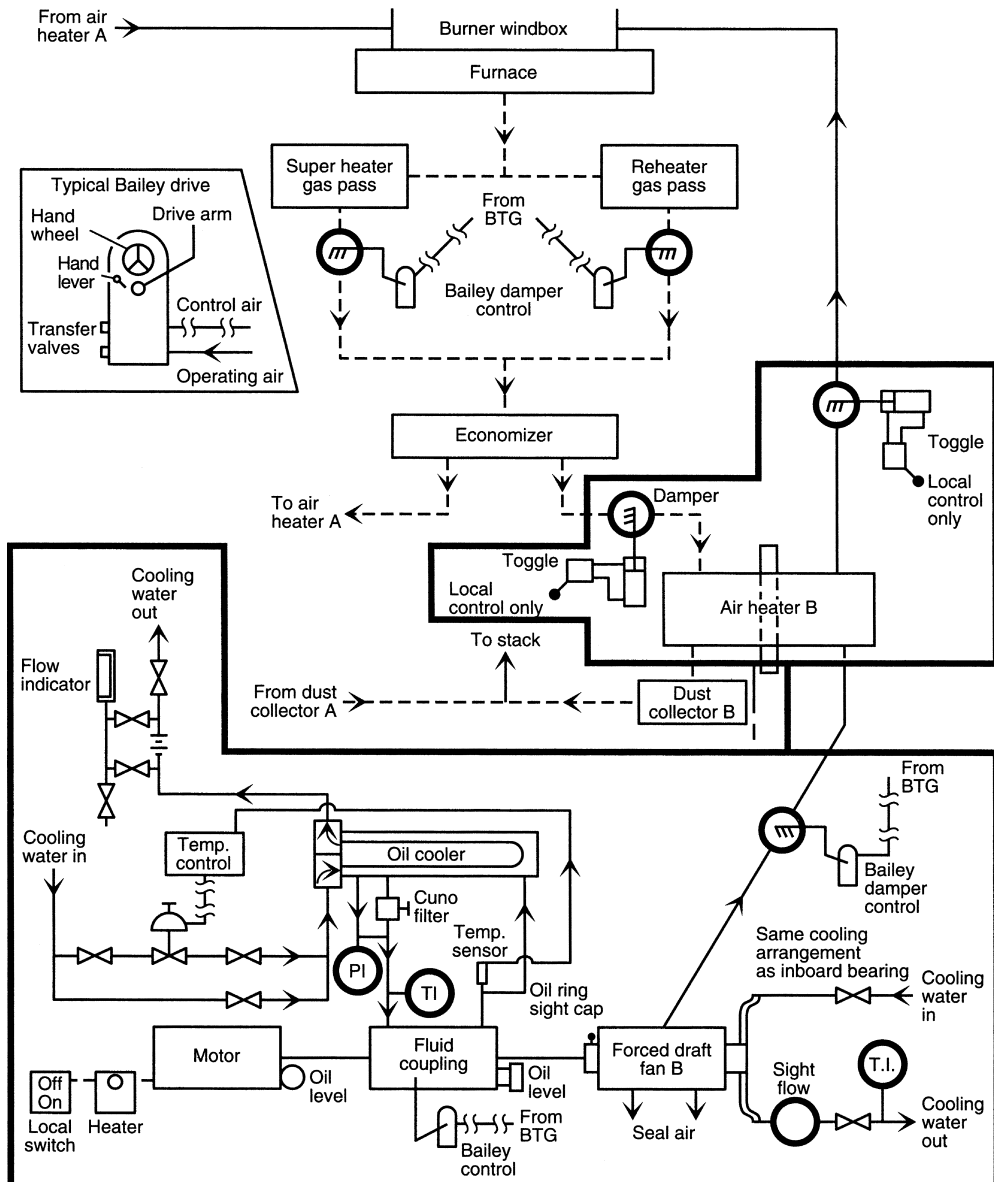 From air
heater A
Burner windbox
Furnace
Super heater
gas pass
Reheater
gas pass
From
BTG
Bailey damper
control
Typical Bailey drive
Hand
wheel
Drive arm
Hand
lever
Control air
Transfer
valves
Operating air
Economizer
To air
heater A
Damper
Toggle
Local
control
only
Toggle
Local
control only
Air heater B
To stack
From dust
collector A
Dust
collector B
Cooling
water
out
Flow
indicator
Cooling
water in
Temp.
control
Oil cooler
Cuno
filter
Temp.
sensor
PI
TI
Oil ring
sight cap
From
BTG
Bailey
damper
control
Same cooling
arrangement
as inboard bearing
Cooling
water
in
Motor
Fluid
coupling
Forced draft
fan B
Oil
level
Oil
level
Sight
flow
T.I.
Cooling
water
out
Off
On
Local
switch
Heater
From
BTG
Bailey
control
Seal air